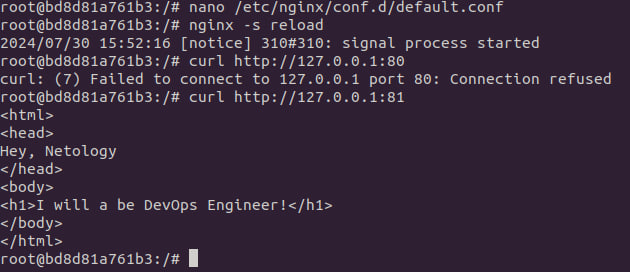 root@bd8d81a761b3:/# nano /etc/nginx/conf.d/default.conf
root@bd8d81a761b3:/# nginx -s reload
2024/07/30 15:52:16 [notice] 310#310: signal process started
root@bd8d81a761b3:/# curl http://127.0.0.1:80
curl: (7) Failed to connect to 127.0.0.1 port 80: Connection refused
root@bd8d81a761b3:/# curl http://127.0.0.1:81
<html>
<head>
Hey, Netology
</head>
<body>
<h1>I will a be DevOps Engineer!</h1>
</body>
</html>
root@bd8d81a761b3:/#